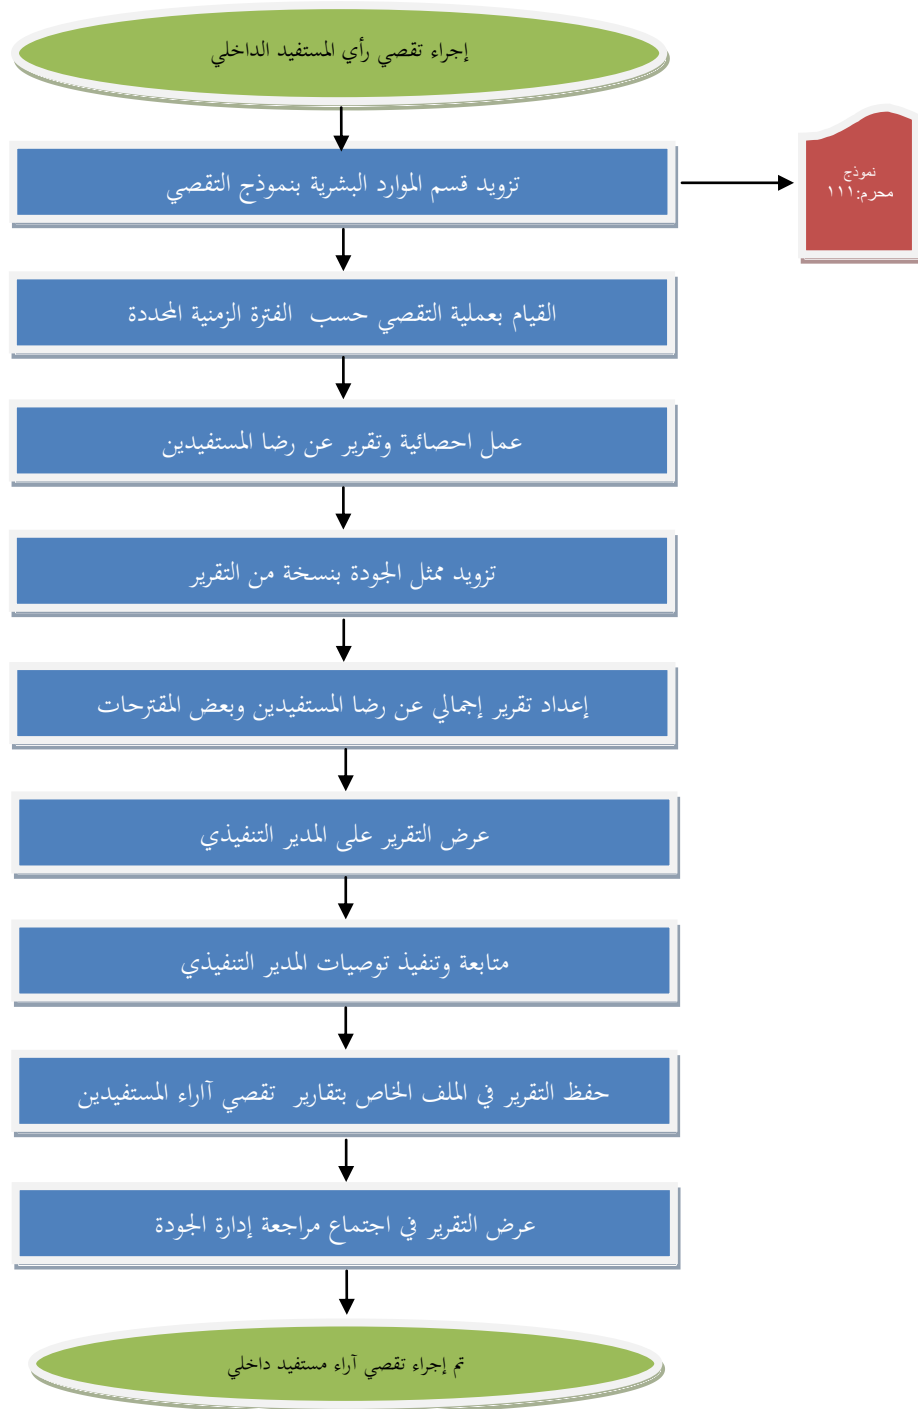 إجراء تقصي رأي المستفيد الداخلي
تزويد قسم الموارد البشرية بنموذج التقصي
نموذج
محرم:١١١
القيام بعملية التقصي حسب الفترة الزمنية المحددة
عمل احصائية وتقرير عن رضا المستفيدين
تزويد ممثل الجودة بنسخة من التقرير
إعداد تقرير إجمالي عن رضا المستفيدين وبعض المقترحات
عرض التقرير على المدير التنفيذي
متابعة وتنفيذ توصيات المدير التنفيذي
حفظ التقرير في الملف الخاص بتقارير تقصي آاراء المستفيدين
عرض التقرير في اجتماع مراجعة إدارة الجودة
تم إجراء تقصي آراء مستفيد داخلي